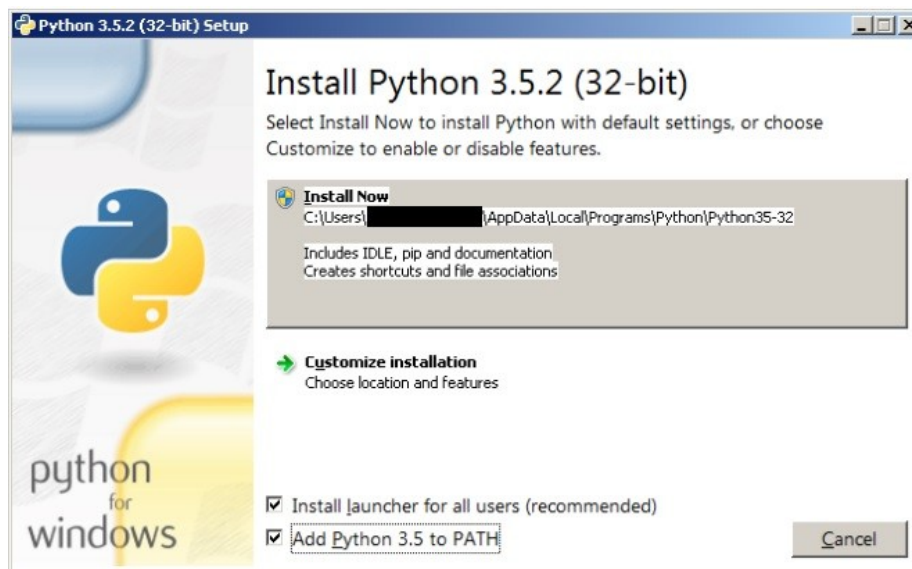 Python 3.5.2 (32-bit) Setup
Install Python 3.5.2 (32-bit)
Select Install Now to install Python with default settings, or choose
Customize to enable or disable features.
Install Now
C:\Users\ \AppData\Local\Programs\Python\Python35-32
Includes IDLE, pip and documentation
Creates shortcuts and file associations
Customize installation
Choose location and features
python
for
windows
Install launcher for all users (recommended)
Add Python 3.5 to PATH
Cancel